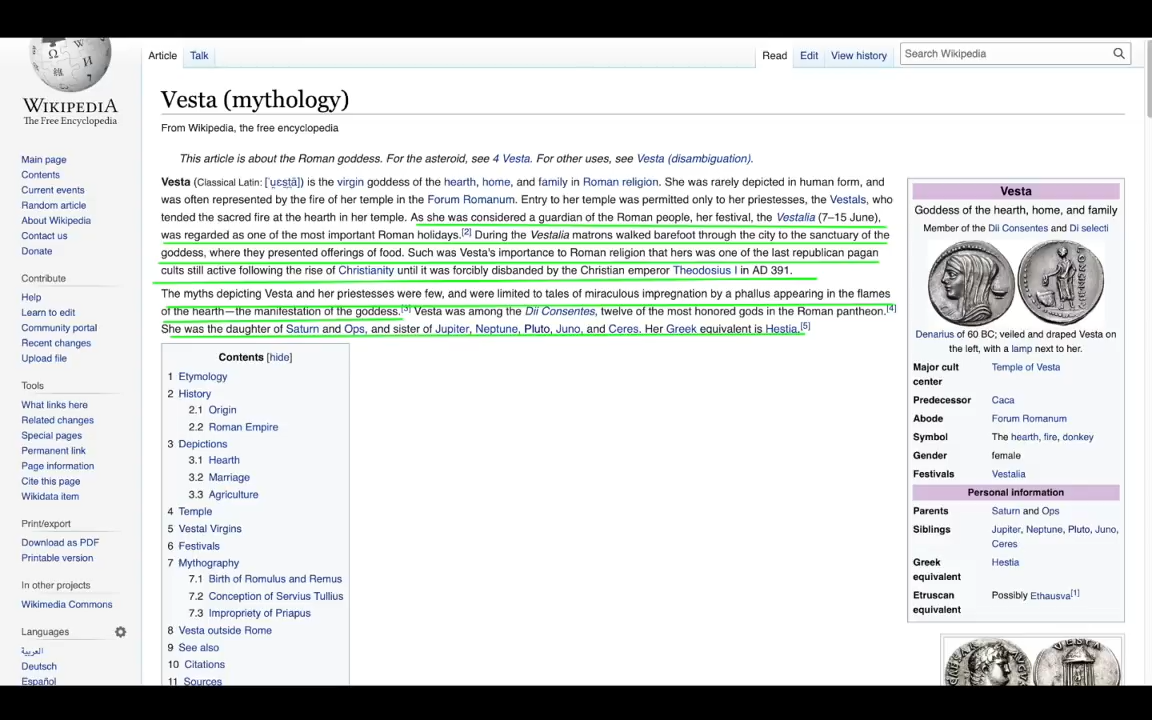 Article
Talk
Read
Edit
View history
Search Wikipedia
WIKIPEDIA
The Free Encyclopedia
Main page
Contents
Current events
Random article
About Wikipedia
Contact us
Donate
Contribute
Help
Learn to edit
Community portal
Recent changes
Upload file
Tools
What links here
Related changes
Special pages
Permanent link
Page information
Cite this page
Wikidata item
Print/export
Download as PDF
Printable version
In other projects
Wikimedia Commons
Languages
العربية
Deutsch
Español
Vesta (mythology)
From Wikipedia, the free encyclopedia
This article is about the Roman goddess. For the asteroid, see 4 Vesta. For other uses, see Vesta (disambiguation).
Vesta (Classical Latin: [ˈu̯ɛs̠t̪ä]) is the virgin goddess of the hearth, home, and family in Roman religion. She was rarely depicted in human form, and
was often represented by the fire of her temple in the Forum Romanum. Entry to her temple was permitted only to her priestesses, the Vestals, who
tended the sacred fire at the hearth in her temple. As she was considered a guardian of the Roman people, her festival, the Vestalia (7–15 June),
was regarded as one of the most important Roman holidays.[2] During the Vestalia matrons walked barefoot through the city to the sanctuary of the
goddess, where they presented offerings of food. Such was Vesta's importance to Roman religion that hers was one of the last republican pagan
cults still active following the rise of Christianity until it was forcibly disbanded by the Christian emperor Theodosius I in AD 391.
The myths depicting Vesta and her priestesses were few, and were limited to tales of miraculous impregnation by a phallus appearing in the flames
of the hearth—the manifestation of the goddess.[3] Vesta was among the Dii Consentes, twelve of the most honored gods in the Roman pantheon.[4]
She was the daughter of Saturn and Ops, and sister of Jupiter, Neptune, Pluto, Juno, and Ceres. Her Greek equivalent is Hestia.[5]
Contents [hide]
1 Etymology
2 History
2.1 Origin
2.2 Roman Empire
3 Depictions
3.1 Hearth
3.2 Marriage
3.3 Agriculture
4 Temple
5 Vestal Virgins
6 Festivals
7 Mythography
7.1 Birth of Romulus and Remus
7.2 Conception of Servius Tullius
7.3 Impropriety of Priapus
8 Vesta outside Rome
9 See also
10 Citations
11 Sources
Vesta
Goddess of the hearth, home, and family
Member of the Dii Consentes and Di selecti
Denarius of 60 BC; veiled and draped Vesta on
the left, with a lamp next to her.
Major cult center Temple of Vesta
Predecessor Caca
Abode Forum Romanum
Symbol The hearth, fire, donkey
Gender female
Festivals Vestalia
Personal information
Parents Saturn and Ops
Siblings Jupiter, Neptune, Pluto, Juno,
Ceres
Greek equivalent Hestia
Etruscan equivalent Possibly Ethausva[1]
VESTA